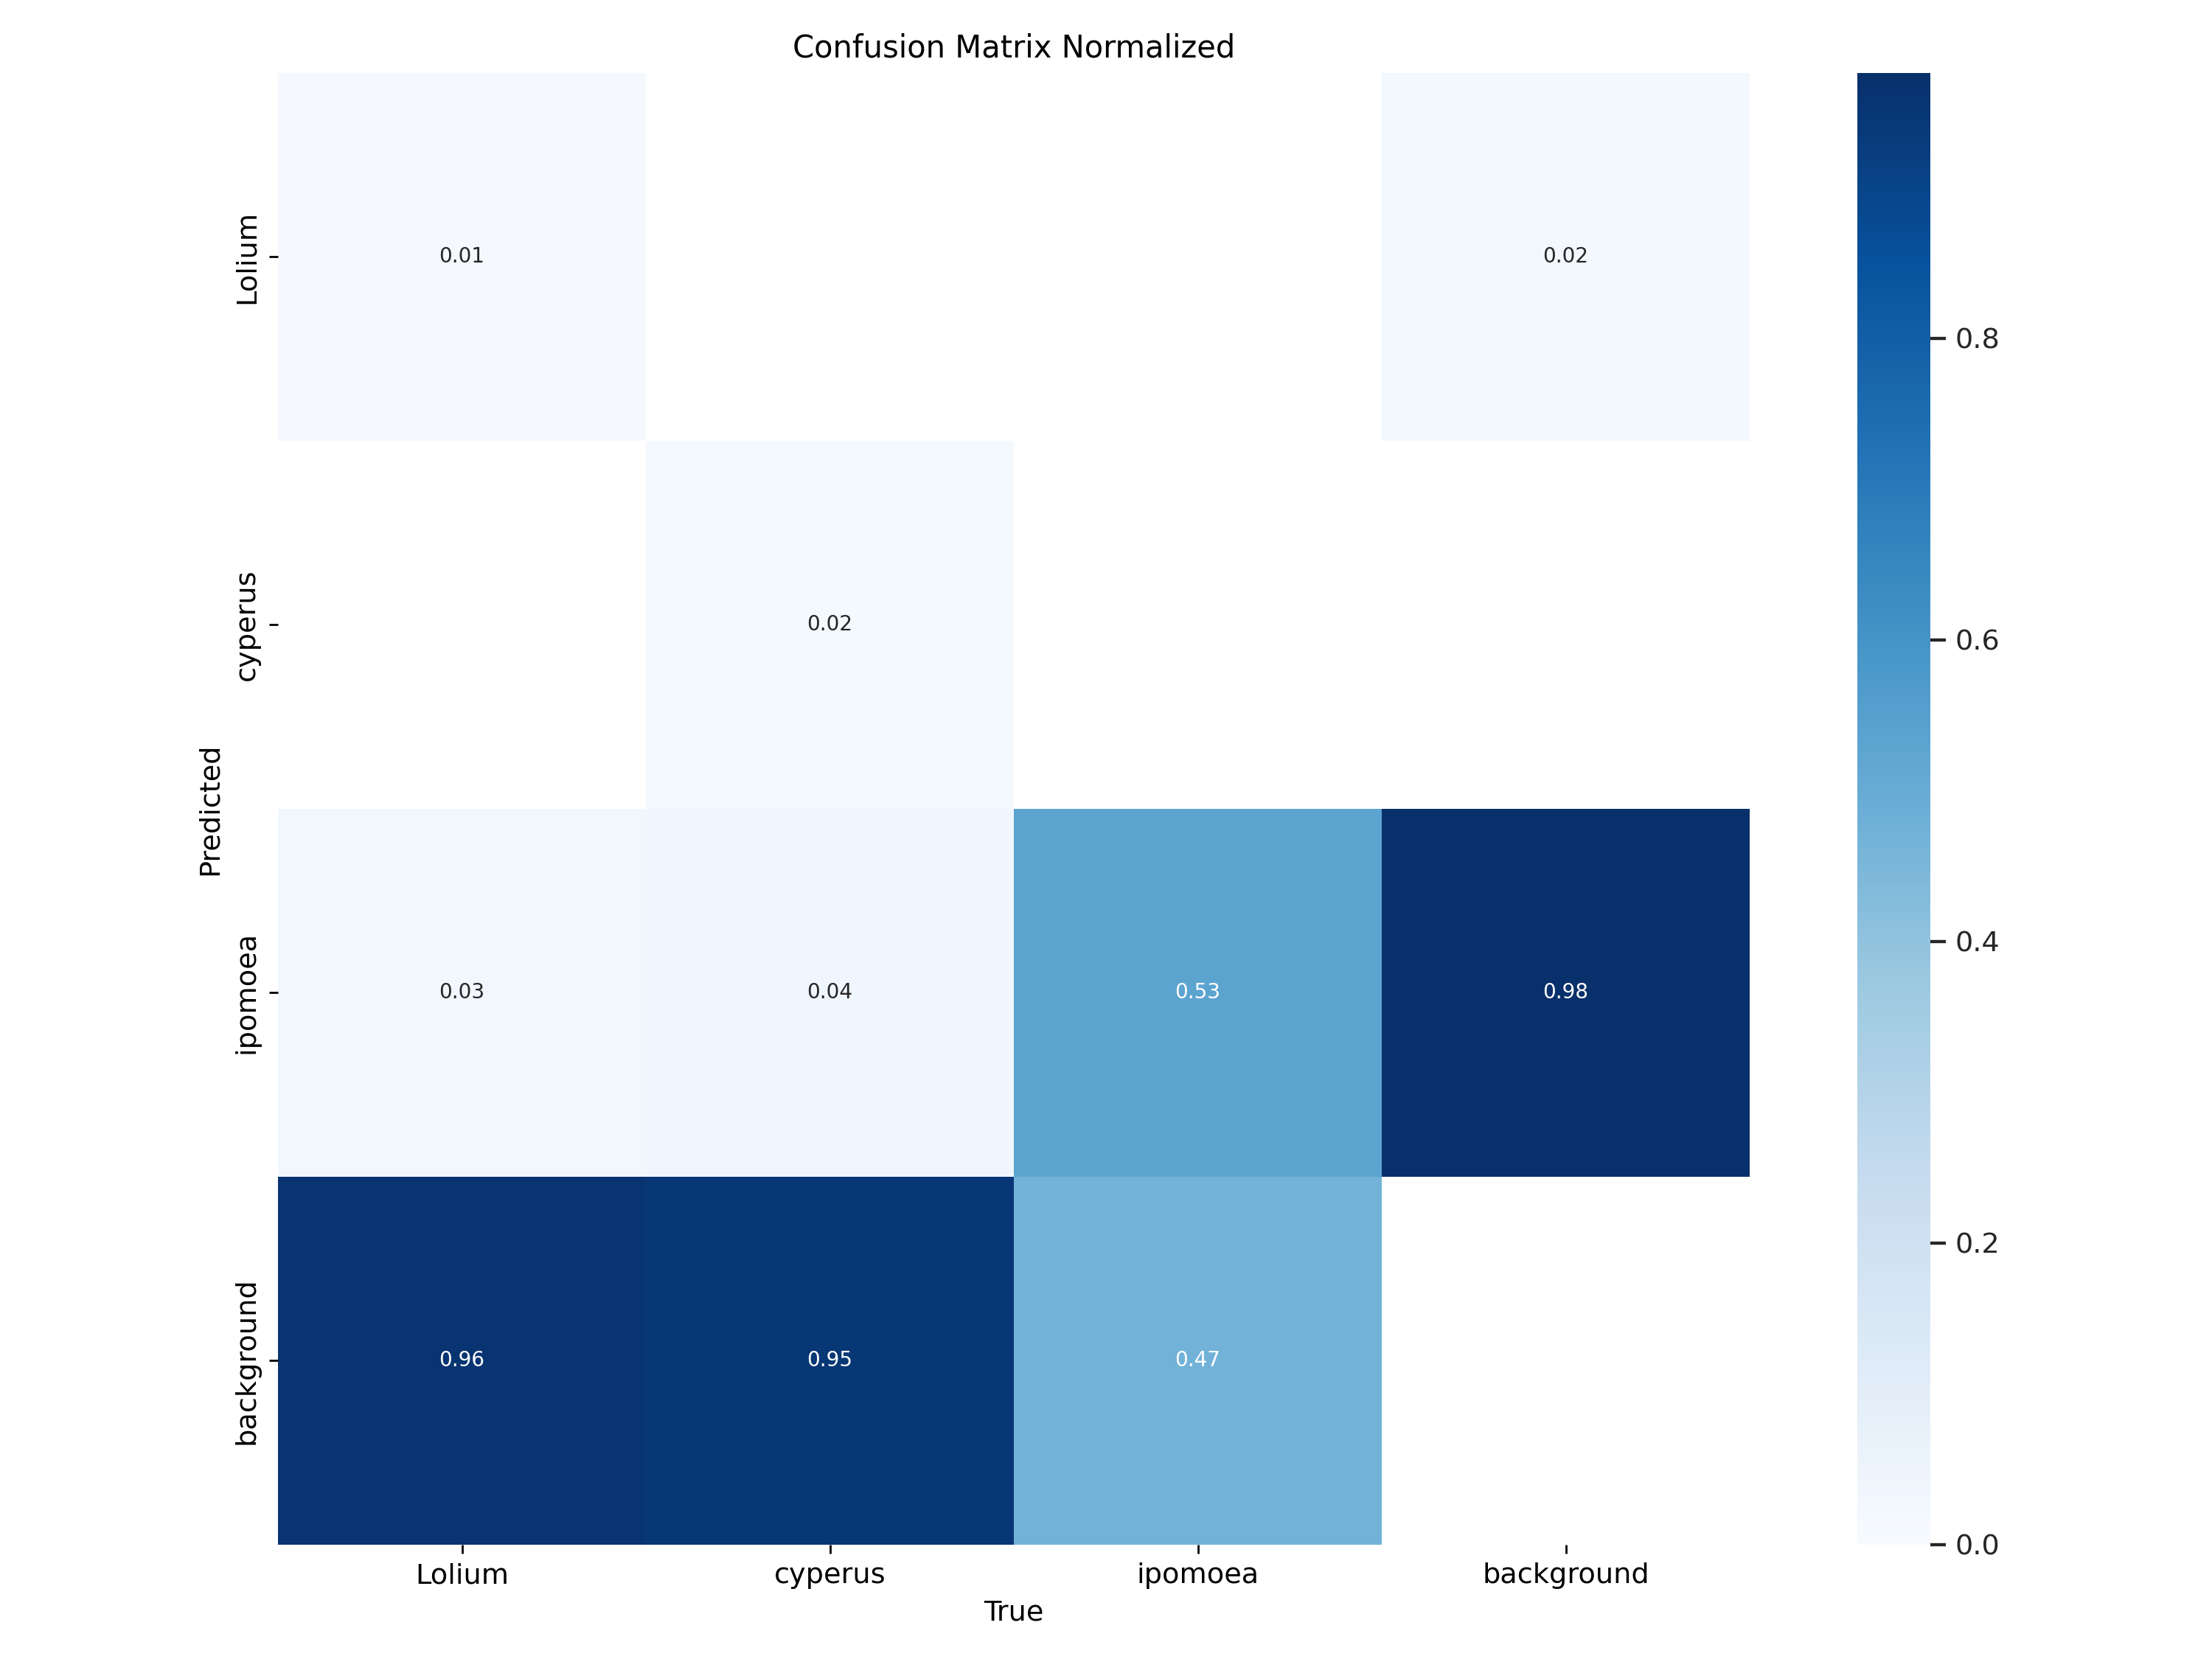 Confusion Matrix Normalized
Lolium
0.01
0.02
cyperus
0.02
ipomoea
0.03
0.04
0.53
0.98
background
0.96
0.95
0.47
Predicted
Lolium
cyperus
ipomoea
background
True
0.8
0.6
0.4
0.2
0.0